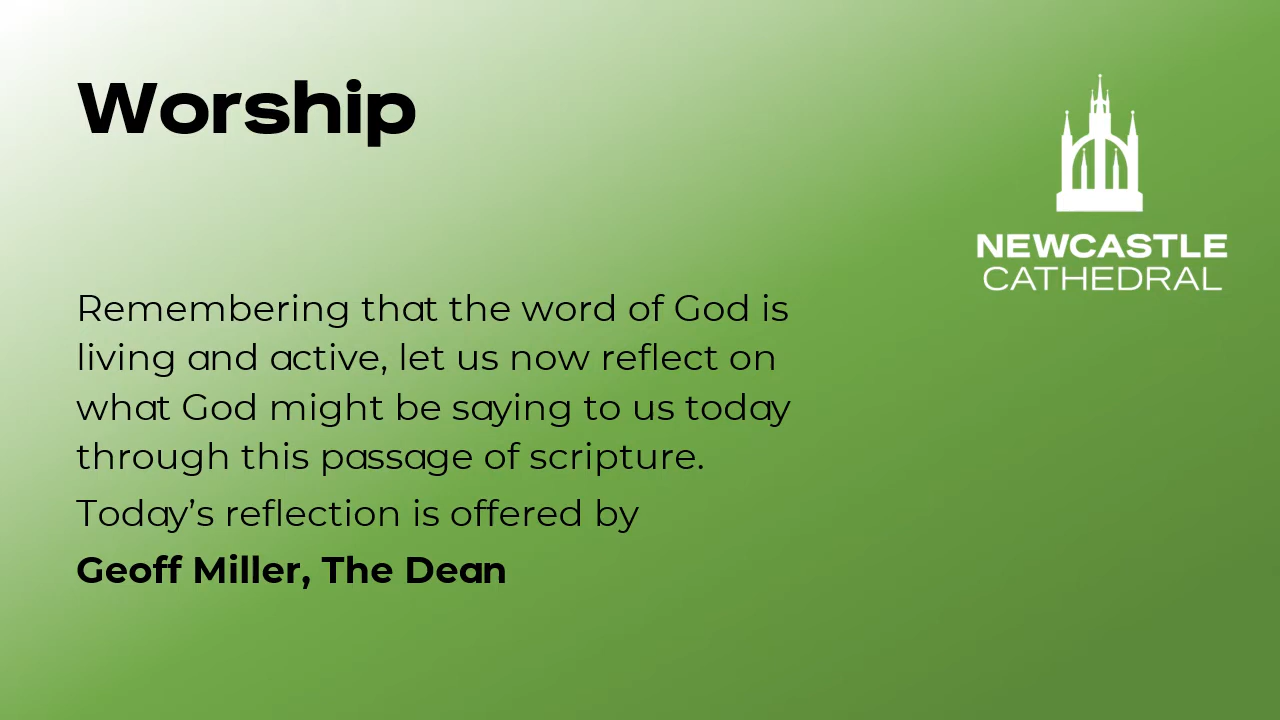 Worship
NEWCASTLE
CATHEDRAL
Remembering that the word of God is
living and active, let us now reflect on
what God might be saying to us today
through this passage of scripture.
Today’s reflection is offered by
Geoff Miller, The Dean